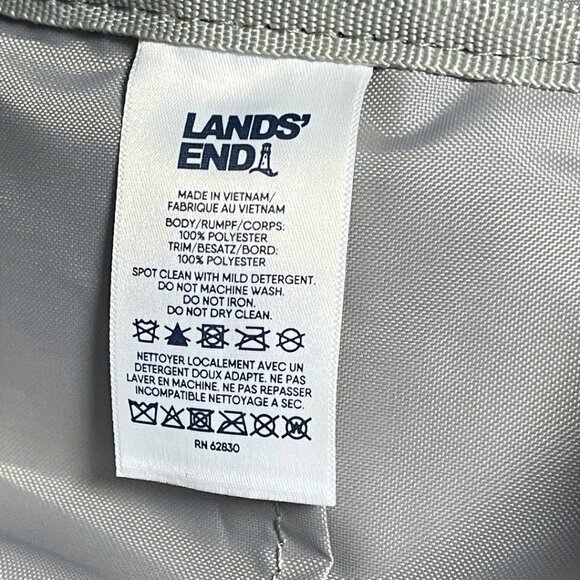 LANDS'
END
MADE IN VIETNAM/
FABRIQUE AU VIETNAM
BODY/RUMPF/CORPS:
100% POLYESTER
TRIM/BESATZ/BORD:
100% POLYESTER
SPOT CLEAN WITH MILD DETERGENT.
DO NOT MACHINE WASH.
DO NOT IRON.
DO NOT DRY CLEAN.
NETTOYER LOCALEMENT AVEC UN
DETERGENT DOUX ADAPTE. NE PAS
LAVER EN MACHINE. NE PAS REPASSER
INCOMPATIBLE NETTOYAGE A SEC.
W
RN 62830